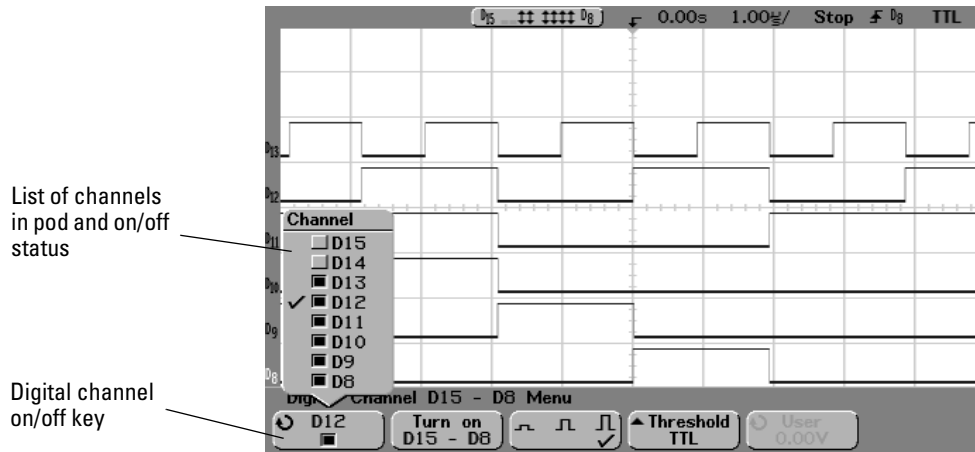 D15 D8 0.00s 1.00µs/ Stop D8 TTL
D13
D12
D11
D10
D9
D8
List of channels
in pod and on/off
status
Channel
D15
D14
D13
D12
D11
D10
D9
D8
Digital channel
on/off key
Channel D15 - D8 Menu
D12
Turn on
D15 - D8
Threshold
TTL
User
0.00V